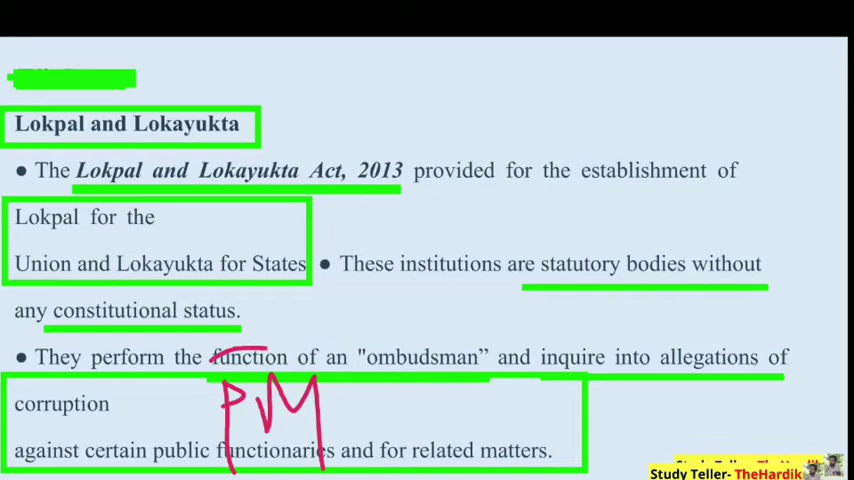 Lokpal and Lokayukta
● The Lokpal and Lokayukta Act, 2013 provided for the establishment of
Lokpal for the
Union and Lokayukta for States ● These institutions are statutory bodies without
any constitutional status.
● They perform the function of an "ombudsman” and inquire into allegations of
corruption
PM
against certain public functionaries and for related matters.
Study Teller- TheHardik